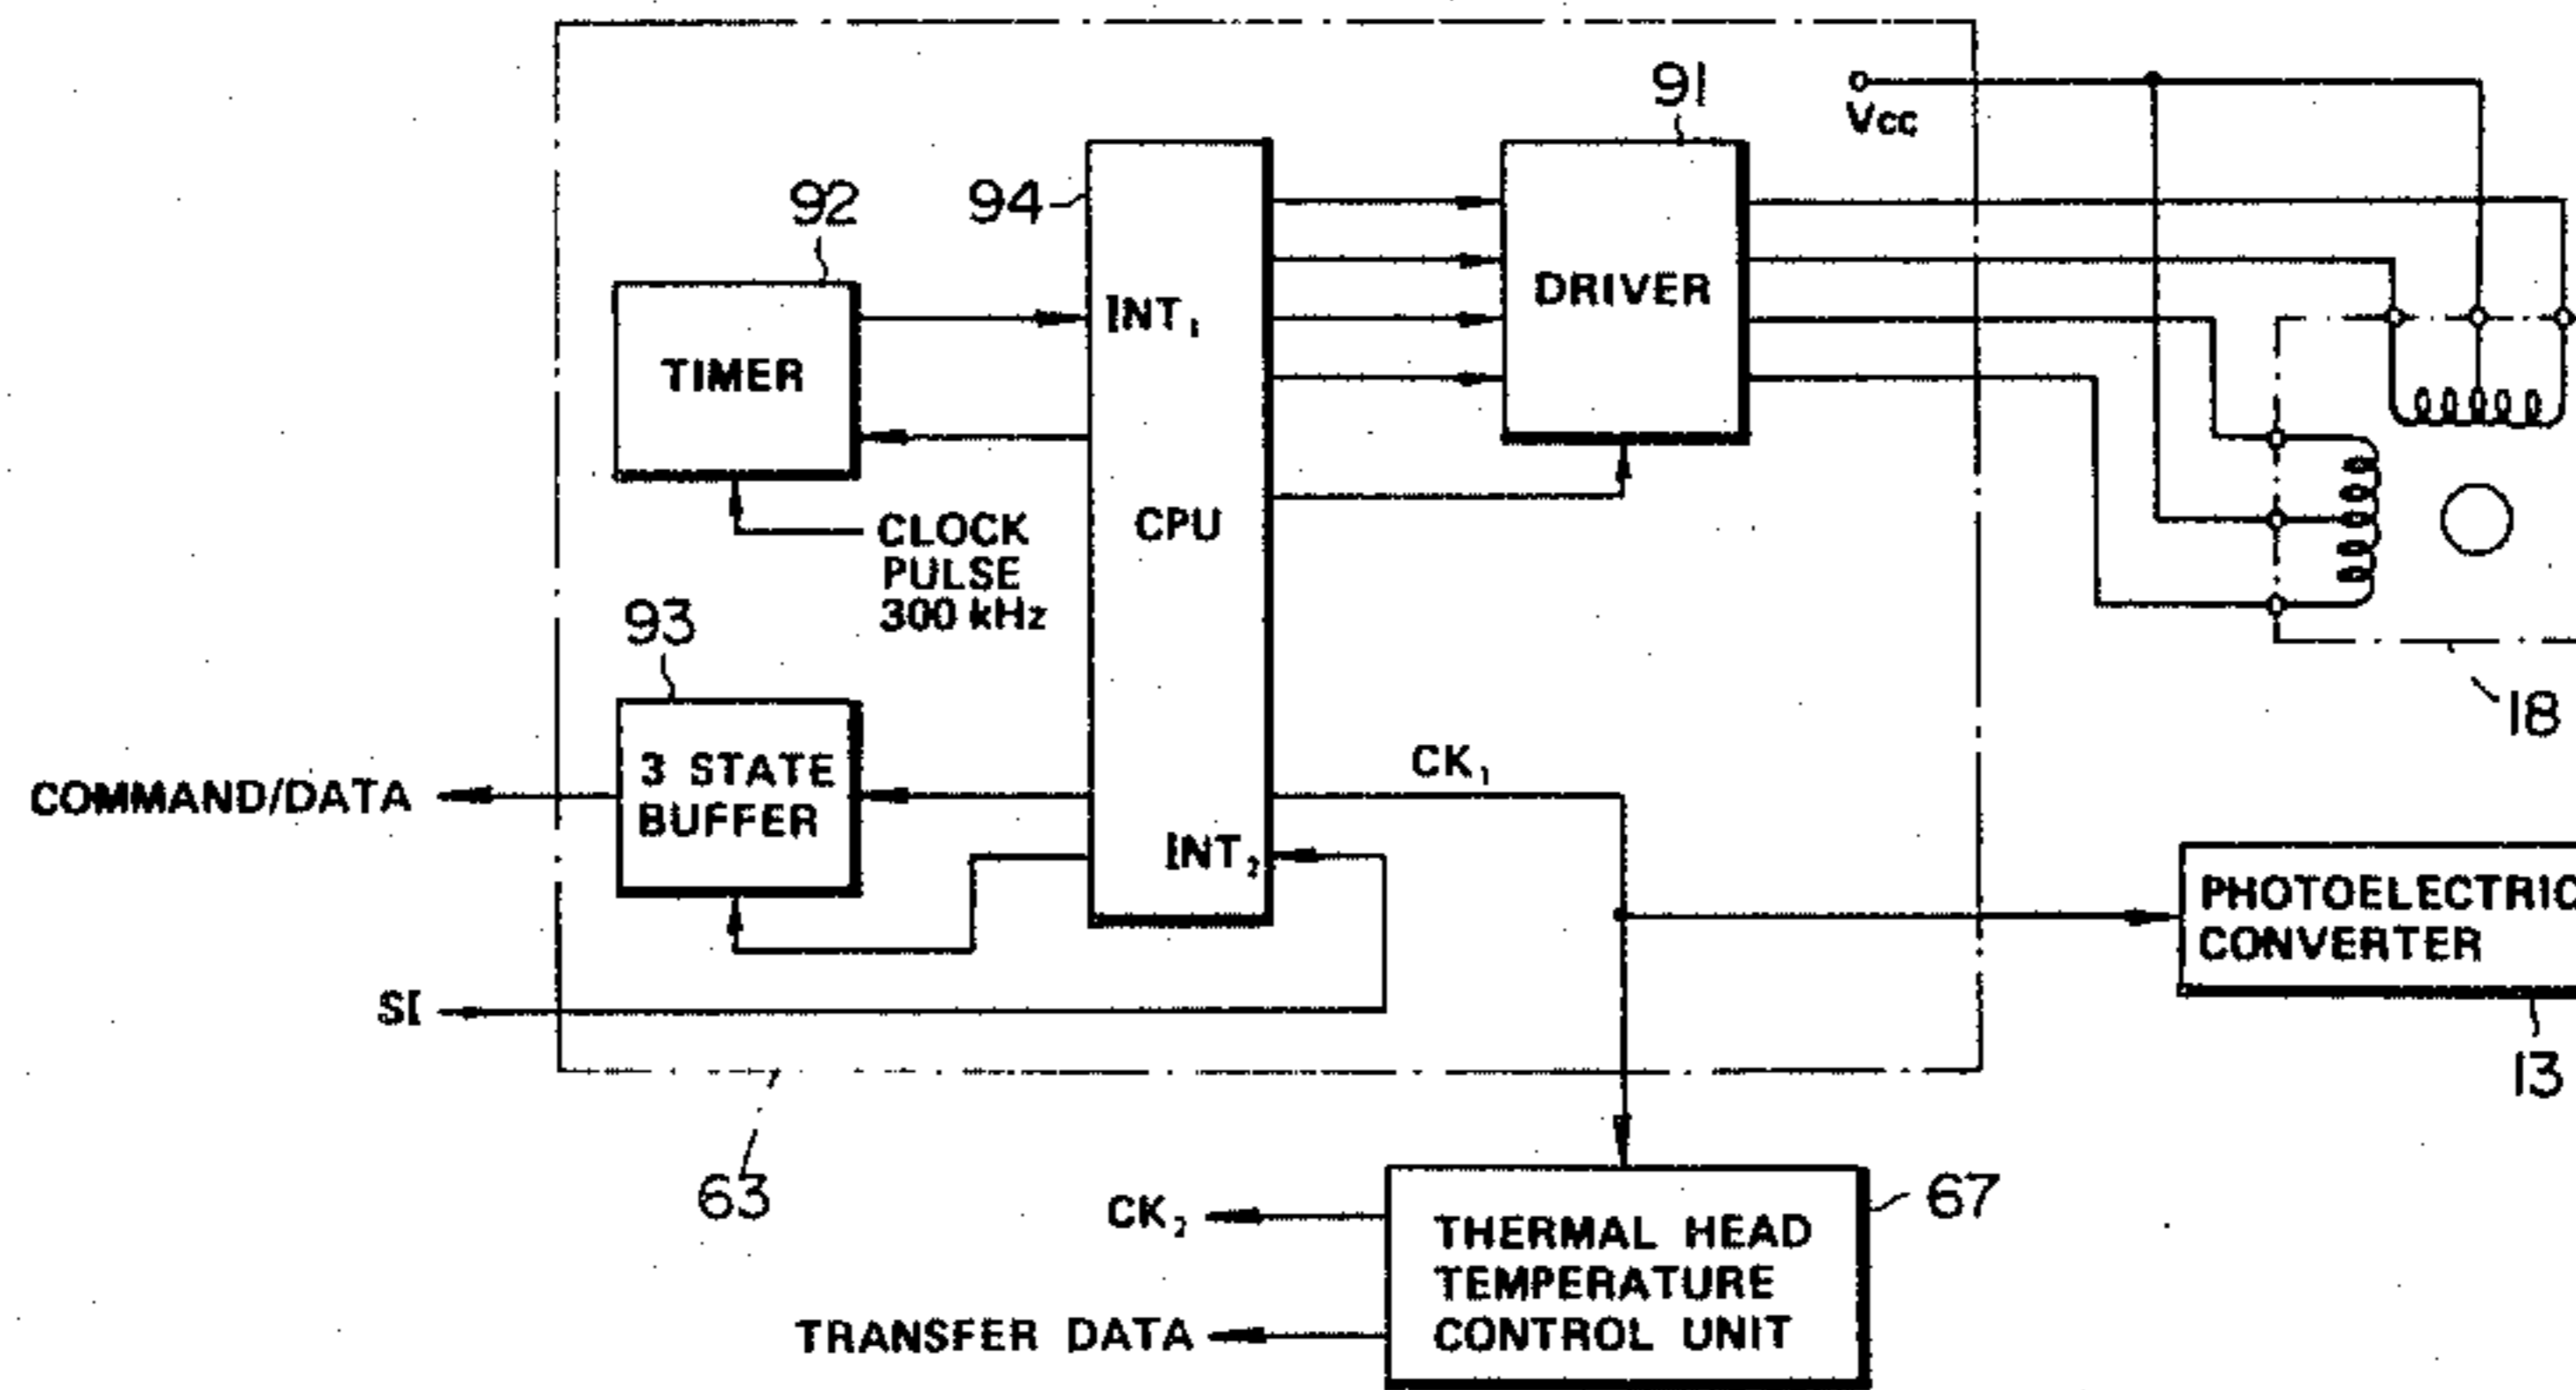 91
Vcc
92
94
INT₁
DRIVER
TIMER
CPU
CLOCK
PULSE
300 kHz
93
18
3 STATE
BUFFER
COMMAND/DATA
CK₁
INT₂
PHOTOELECTRIC
CONVERTER
SI
13
63
67
CK₂
THERMAL HEAD
TEMPERATURE
CONTROL UNIT
TRANSFER DATA